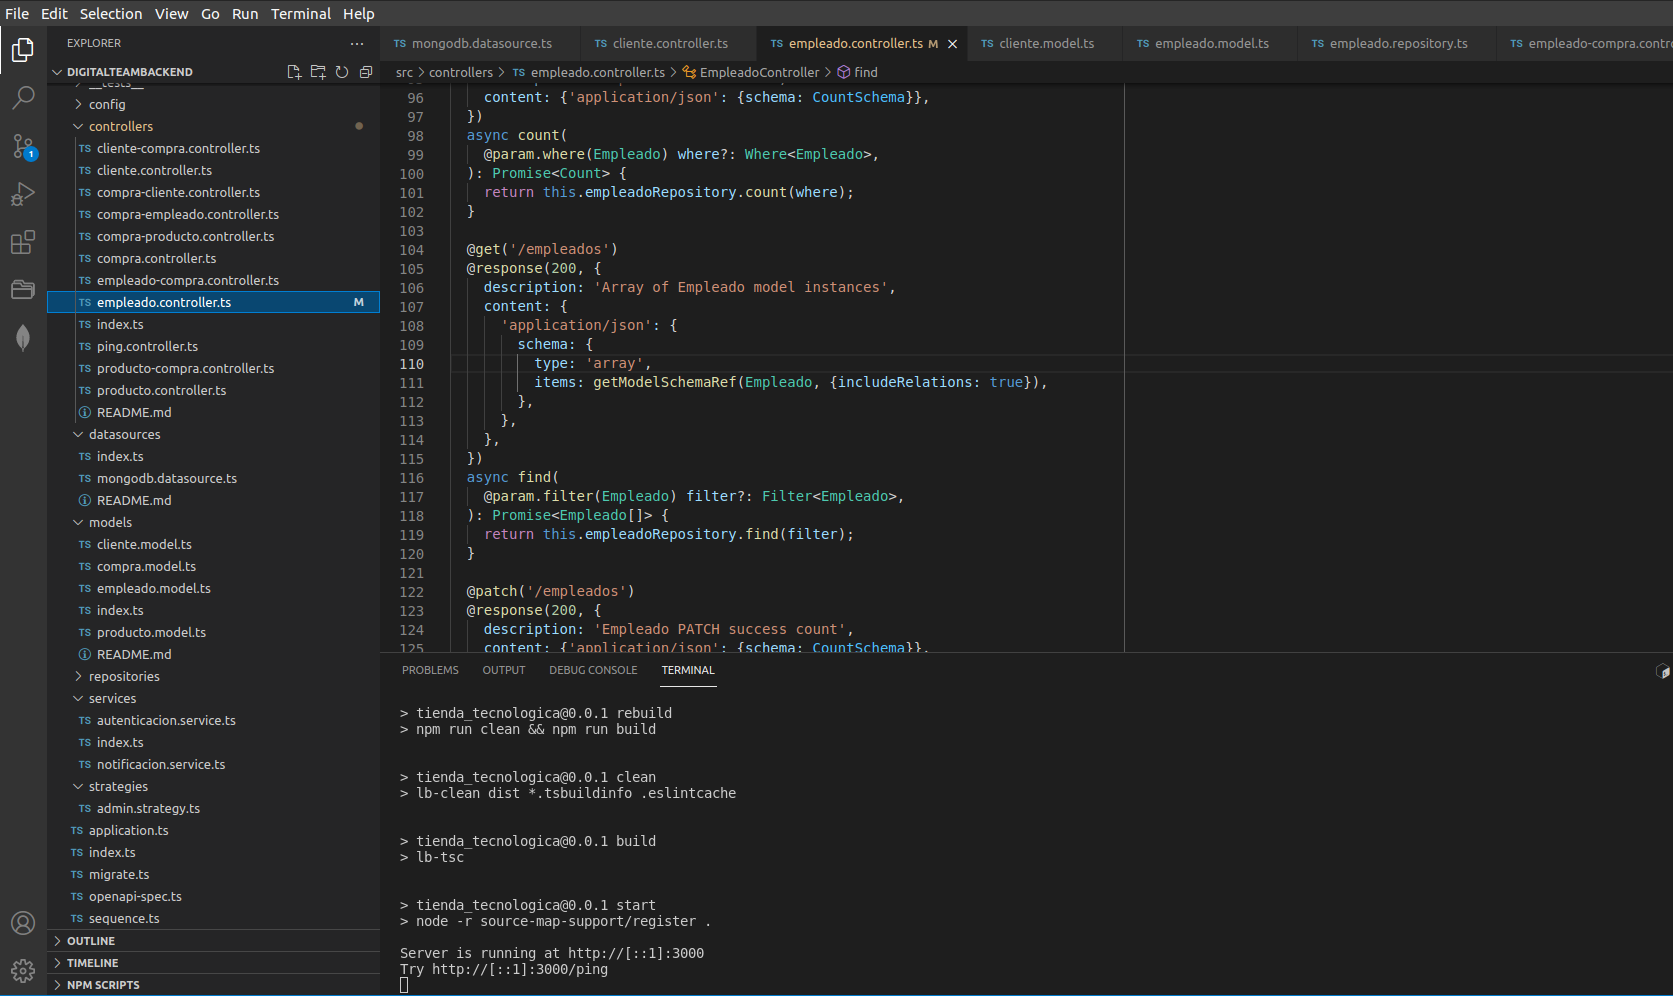 File Edit Selection View Go Run Terminal Help
EXPLORER
DIGITALTEAMBACKEND
__tests__
config
controllers
TS cliente-compra.controller.ts
TS cliente.controller.ts
TS compra-cliente.controller.ts
TS compra-empleado.controller.ts
TS compra-producto.controller.ts
TS compra.controller.ts
TS empleado-compra.controller.ts
TS empleado.controller.ts M
TS index.ts
TS ping.controller.ts
TS producto-compra.controller.ts
TS producto.controller.ts
README.md
datasources
TS index.ts
TS mongodb.datasource.ts
README.md
models
TS cliente.model.ts
TS compra.model.ts
TS empleado.model.ts
TS index.ts
TS producto.model.ts
README.md
repositories
services
TS autenticacion.service.ts
TS index.ts
TS notificacion.service.ts
strategies
TS admin.strategy.ts
TS application.ts
TS index.ts
TS migrate.ts
TS openapi-spec.ts
TS sequence.ts
OUTLINE
TIMELINE
NPM SCRIPTS
1
TS mongodb.datasource.ts TS cliente.controller.ts TS empleado.controller.ts M TS cliente.model.ts TS empleado.model.ts TS empleado.repository.ts TS empleado-compra.contro
src > controllers > TS empleado.controller.ts > EmpleadoController > find
96 content: {'application/json': {schema: CountSchema}},
97 })
98 async count(
99 @param.where(Empleado) where?: Where<Empleado>,
100 ): Promise<Count> {
101 return this.empleadoRepository.count(where);
102 }
103
104 @get('/empleados')
105 @response(200, {
106 description: 'Array of Empleado model instances',
107 content: {
108 'application/json': {
109 schema: {
110 type: 'array',
111 items: getModelSchemaRef(Empleado, {includeRelations: true}),
112 },
113 },
114 },
115 })
116 async find(
117 @param.filter(Empleado) filter?: Filter<Empleado>,
118 ): Promise<Empleado[]> {
119 return this.empleadoRepository.find(filter);
120 }
121
122 @patch('/empleados')
123 @response(200, {
124 description: 'Empleado PATCH success count',
125 content: {'application/json': {schema: CountSchema}},
PROBLEMS OUTPUT DEBUG CONSOLE TERMINAL
> tienda_tecnologica@0.0.1 rebuild
> npm run clean && npm run build
> tienda_tecnologica@0.0.1 clean
> lb-clean dist *.tsbuildinfo .eslintcache
> tienda_tecnologica@0.0.1 build
> lb-tsc
> tienda_tecnologica@0.0.1 start
> node -r source-map-support/register .
Server is running at http://[::1]:3000
Try http://[::1]:3000/ping